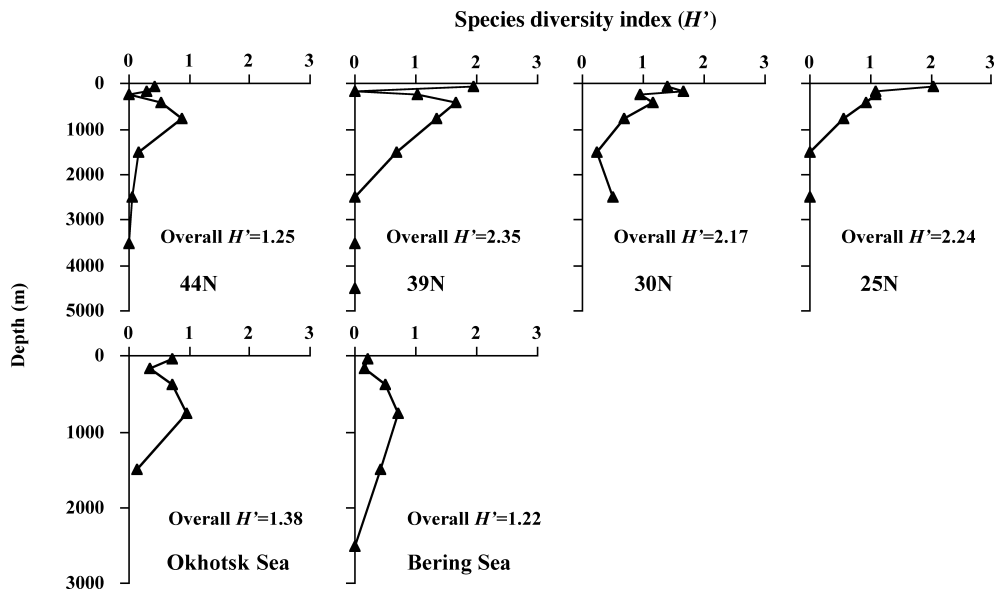 Species diversity index (H’)
0 1 2 3 0 1 2 3 0 1 2 3 0 1 2 3
0
1000
2000
3000
Overall H’=1.25 Overall H’=2.35 Overall H’=2.17 Overall H’=2.24
4000
44N 39N 30N 25N
5000
Depth (m)
0 1 2 3 0 1 2 3
0
1000
2000
Overall H’=1.38 Overall H’=1.22
Okhotsk Sea Bering Sea
3000